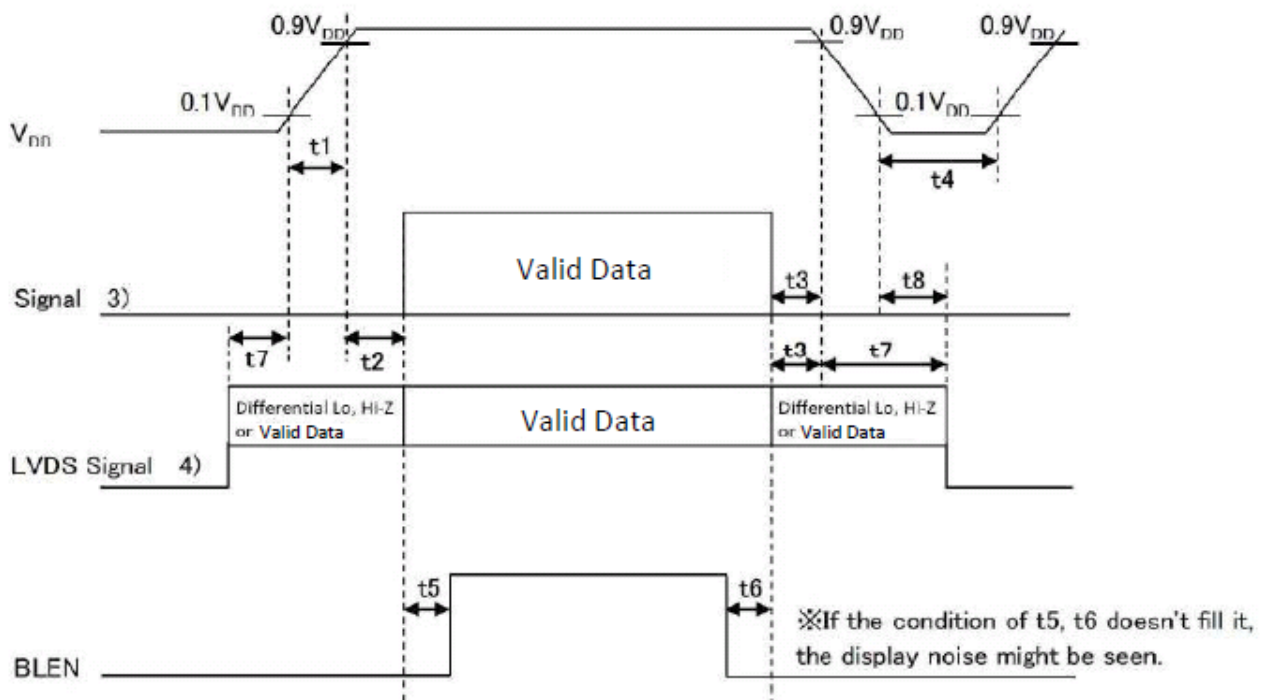 0.9VDD
0.9VDD
0.9VDD
0.1VDD
0.1VDD
VDD
t1
t4
Valid Data
t3
t8
Signal 3)
t7
t2
t3
t7
Differential Lo, Hi-Z
or Valid Data
Valid Data
Differential Lo, Hi-Z
or Valid Data
LVDS Signal 4)
t5
t6
※If the condition of t5, t6 doesn't fill it,
the display noise might be seen.
BLEN